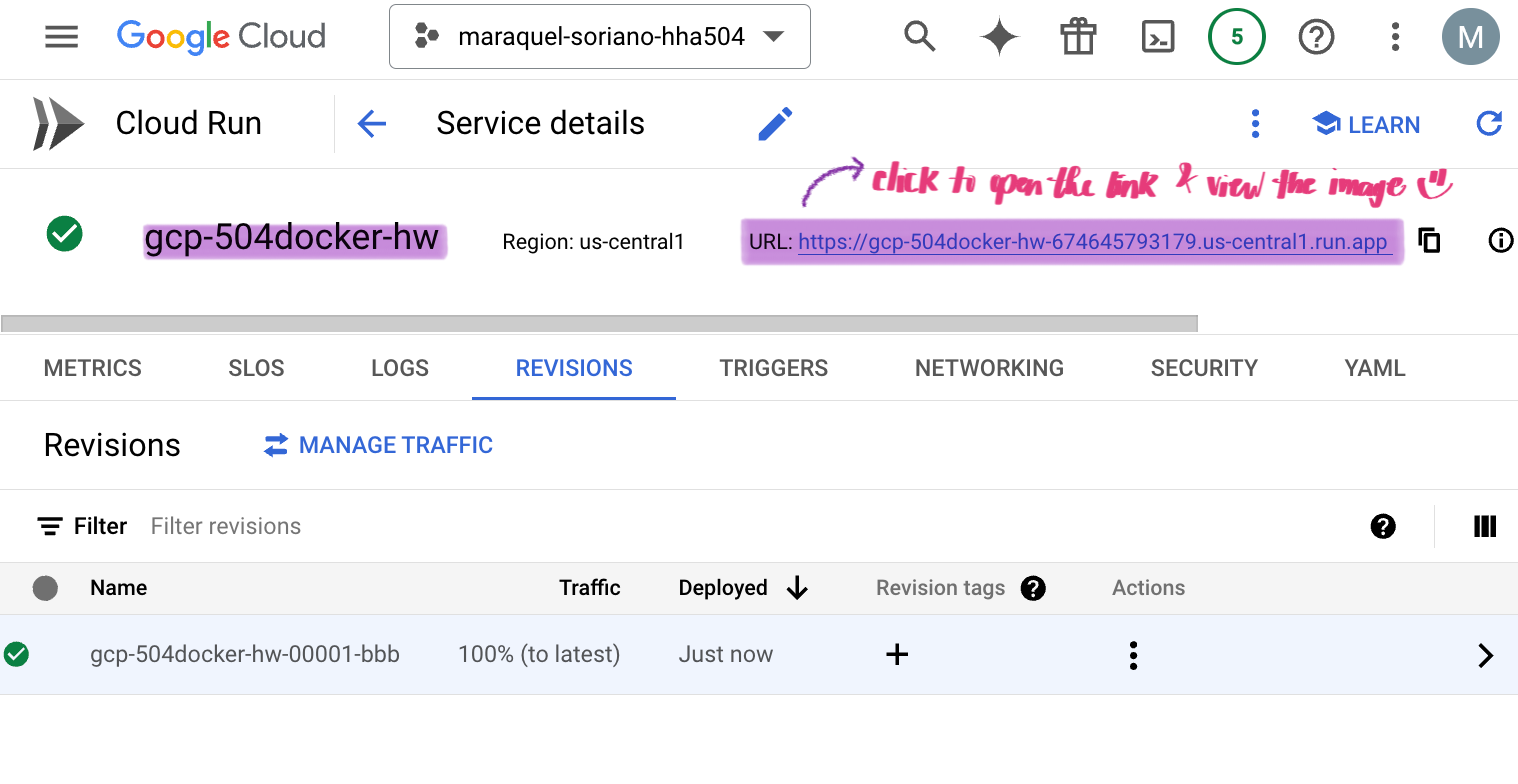 Google Cloud maraquel-soriano-hha504 5 M
Cloud Run Service details LEARN
click to open the link & view the image
gcp-504docker-hw Region: us-central1 URL: https://gcp-504docker-hw-674645793179.us-central1.run.app
METRICS SLOS LOGS REVISIONS TRIGGERS NETWORKING SECURITY YAML
Revisions MANAGE TRAFFIC
Filter Filter revisions
Name Traffic Deployed Revision tags Actions
gcp-504docker-hw-00001-bbb 100% (to latest) Just now